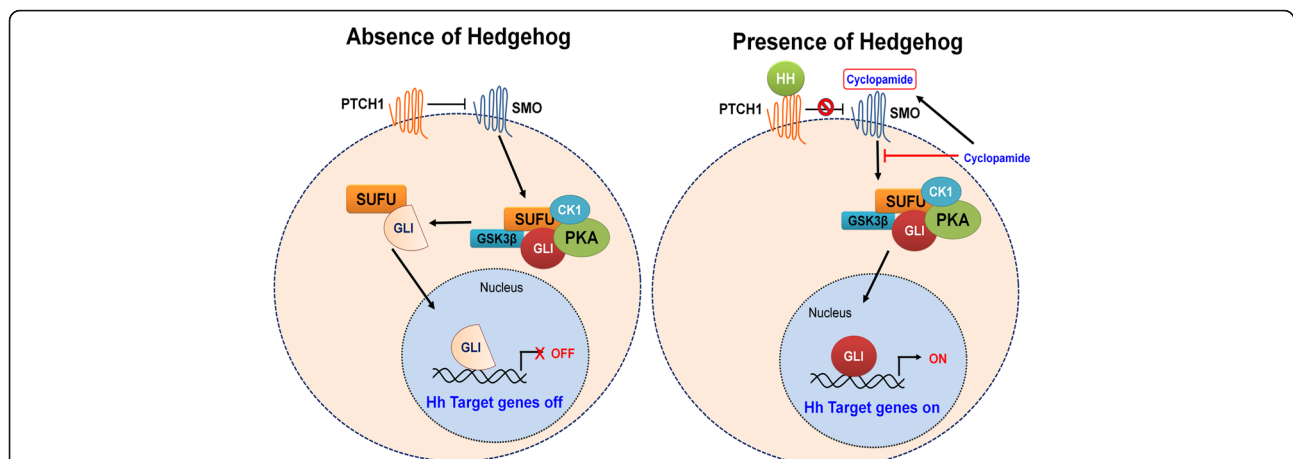 Absence of Hedgehog
PTCH1
SMO
SUFU
GLI
SUFU
CK1
GSK3β
GLI
PKA
Nucleus
GLI
X OFF
Hh Target genes off
Presence of Hedgehog
HH
Cyclopamide
PTCH1
SMO
Cyclopamide
SUFU
CK1
GSK3β
GLI
PKA
Nucleus
GLI
ON
Hh Target genes on